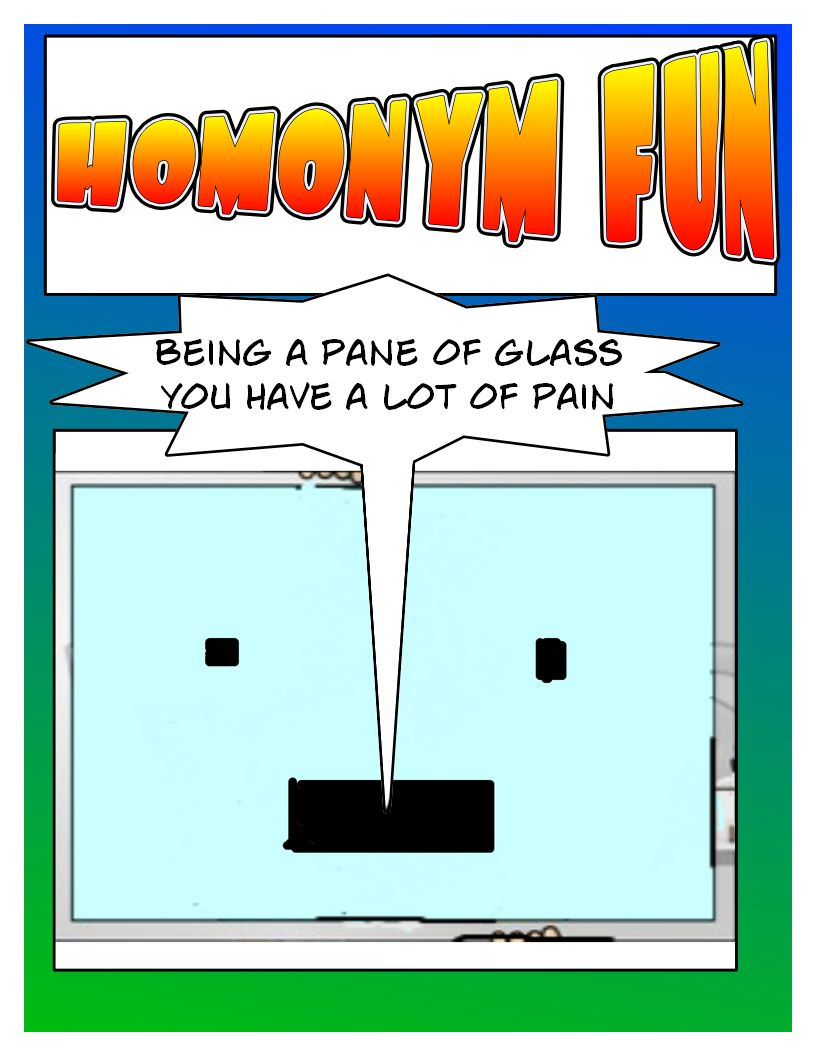 HOMONYM FUN
BEING A PANE OF GLASS
YOU HAVE A LOT OF PAIN